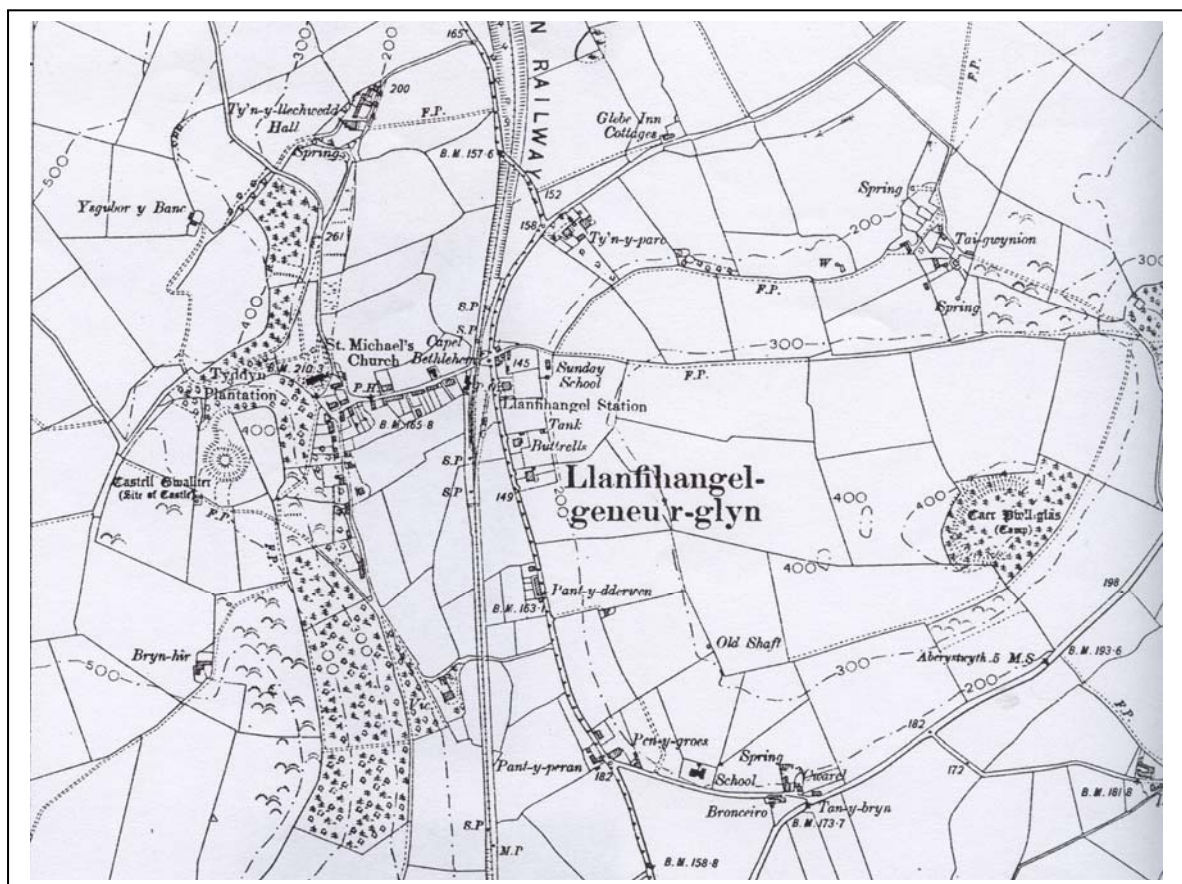 165
200
300
200
N RAILWAY
Ty'n-y-llechwedd
Hall
F.P.
F.P.
Glebe Inn
Cottages
500
B.M. 157·6
Spring
152
Spring
Ysgubor y Banc
200
158
261
Ty'n-y-parc
Tai-gwynion
W
300
400
F.P.
Spring
S.P
S.P
300
St. Michael's
Church
Capel
Bethlehem
145
Sunday
School
F.P.
B.M. 210·3
Tyddyn
Plantation
P.H.
Llanfihangel Station
400
B.M. 165·8
Tank
Buttrells
S.P
Castell Gwallter
(Site of Castle)
S.P
149
200
Llanfihangel-
geneu'r-glyn
400
400
Caer Pwll-glas
(Camp)
F.P.
F.P.
400
Pant-y-dderwen
198
B.M. 163·1
Old Shaft
300
Aberystwyth 5 M.S
B.M. 193·6
Bryn-hir
500
200
F.P.
182
Pen-y-groes
Spring
Pant-y-peran
182
School
Cwarel
172
Bronceiro
Tan-y-bryn
B.M. 181·8
S.P
B.M. 173·7
M.P
B.M. 158·8